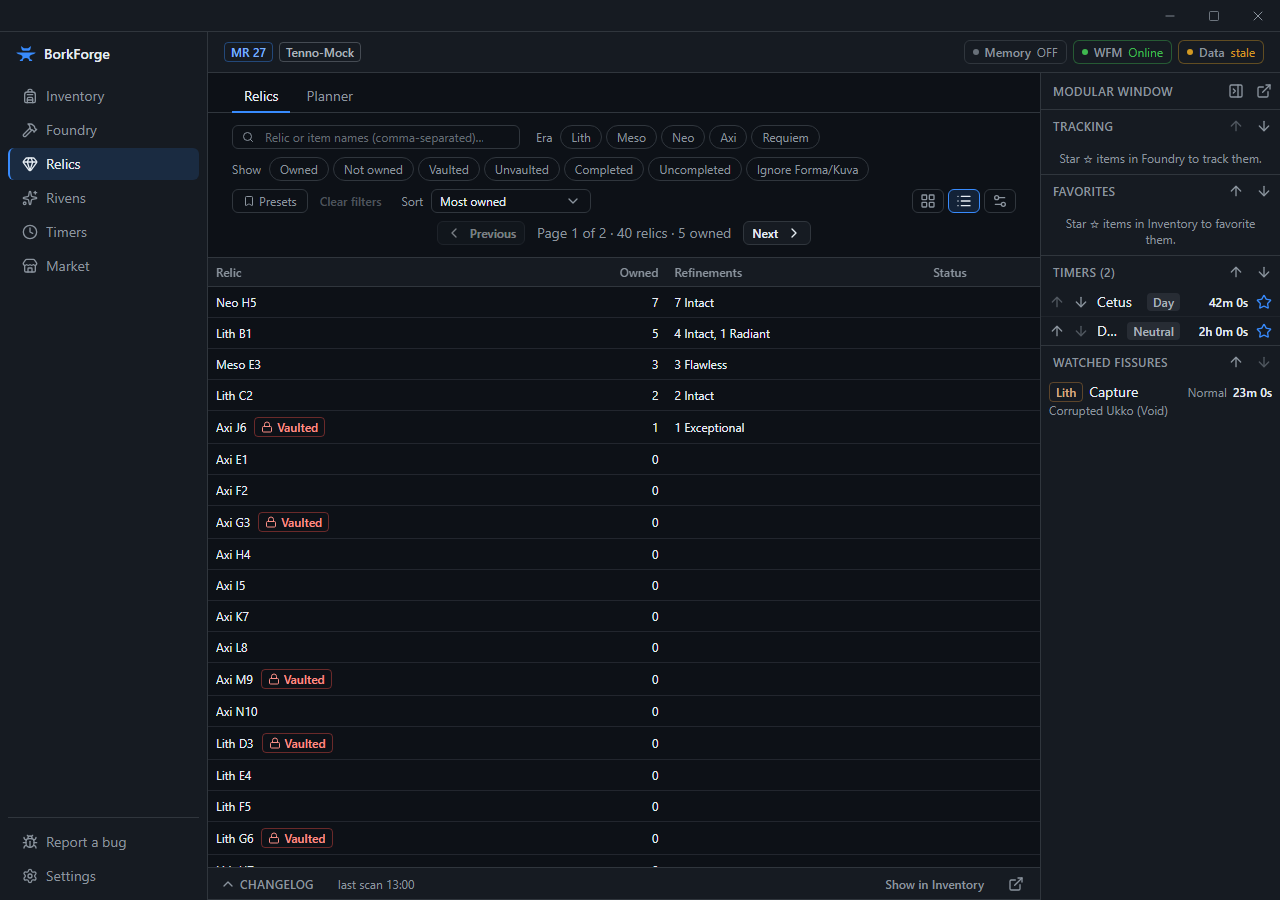 BorkForge
MR 27
Tenno-Mock
Memory OFF
WFM Online
Data stale
Inventory
Foundry
Relics
Rivens
Timers
Market
Report a bug
Settings
Relics
Planner
Relic or item names (comma-separated)...
Era
Lith
Meso
Neo
Axi
Requiem
Show
Owned
Not owned
Vaulted
Unvaulted
Completed
Uncompleted
Ignore Forma/Kuva
Presets
Clear filters
Sort
Most owned
Previous
Page 1 of 2 · 40 relics · 5 owned
Next
Relic Owned Refinements Status
Neo H5 7 7 Intact
Lith B1 5 4 Intact, 1 Radiant
Meso E3 3 3 Flawless
Lith C2 2 2 Intact
Axi J6 Vaulted 1 1 Exceptional
Axi E1 0
Axi F2 0
Axi G3 Vaulted 0
Axi H4 0
Axi I5 0
Axi K7 0
Axi L8 0
Axi M9 Vaulted 0
Axi N10 0
Lith D3 Vaulted 0
Lith E4 0
Lith F5 0
Lith G6 Vaulted 0
CHANGELOG
last scan 13:00
Show in Inventory
MODULAR WINDOW
TRACKING
Star ☆ items in Foundry to track them.
FAVORITES
Star ☆ items in Inventory to favorite
them.
TIMERS (2)
Cetus Day 42m 0s
D... Neutral 2h 0m 0s
WATCHED FISSURES
Lith Capture Normal 23m 0s
Corrupted Ukko (Void)